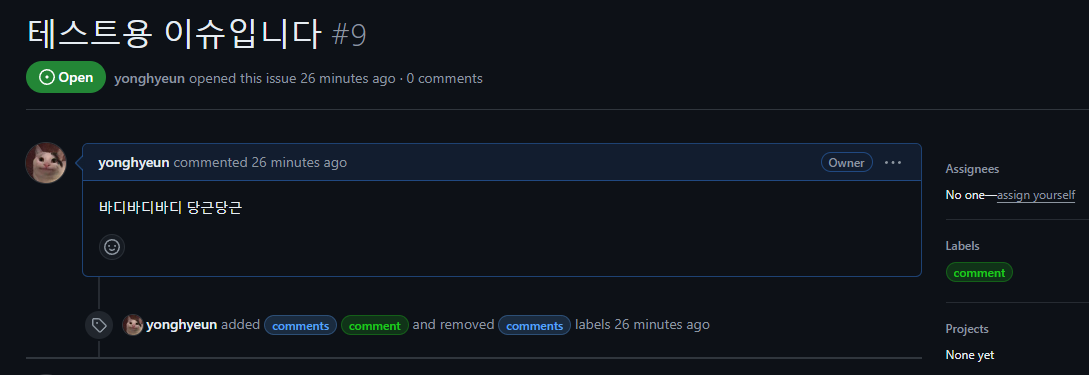 테스트용 이슈입니다 #9
Open yonghyeun opened this issue 26 minutes ago · 0 comments
yonghyeun commented 26 minutes ago Owner ...
바디바디바디 당근당근
yonghyeun added comments comment and removed comments labels 26 minutes ago
Assignees
No one—assign yourself
Labels
comment
Projects
None yet